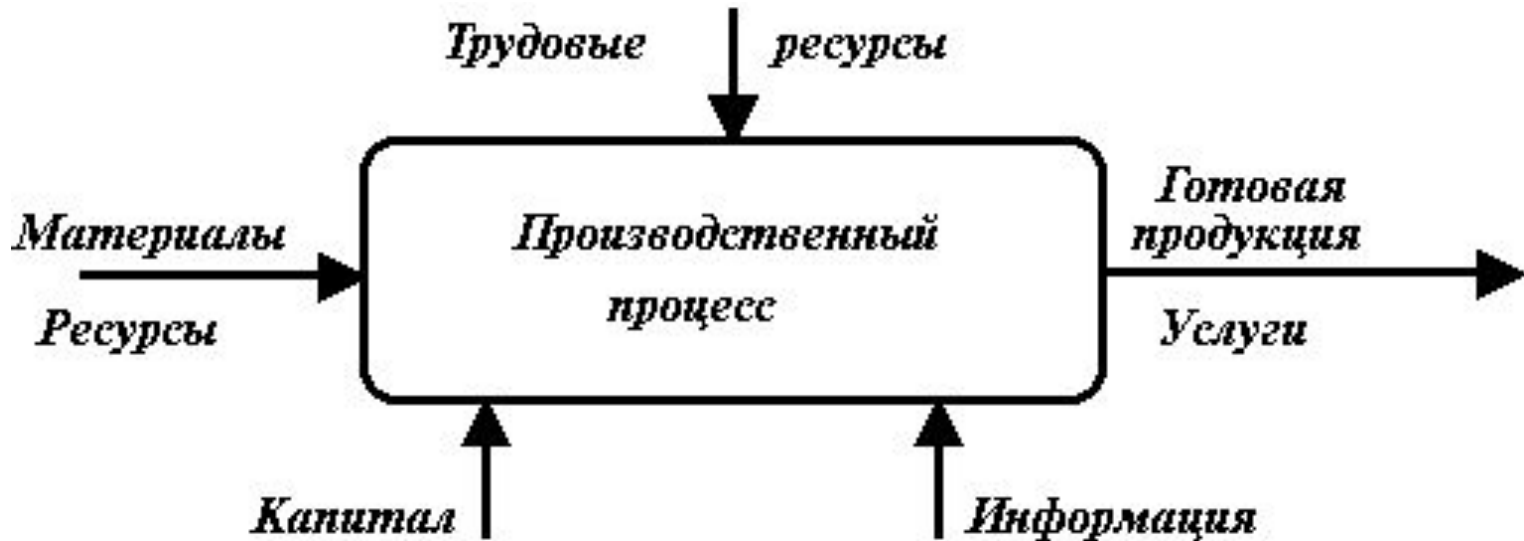 Трудовые ресурсы
Материалы
Ресурсы
Производственный
процесс
Готовая
продукция
Услуги
Капитал
Информация